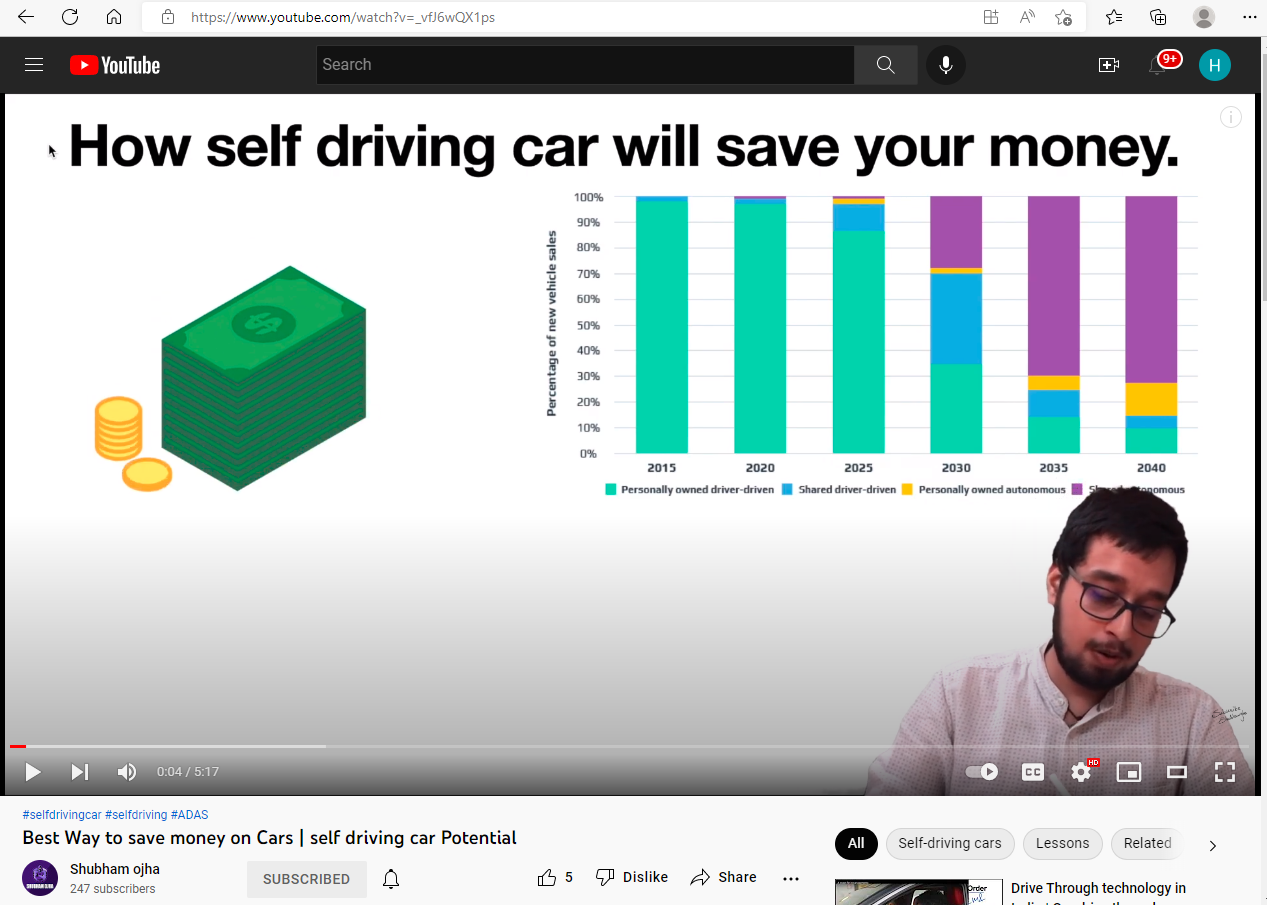 https://www.youtube.com/watch?v=_vfJ6wQX1ps
YouTube
Search
9+
H
How self driving car will save your money.
Percentage of new vehicle sales
100%
90%
80%
70%
60%
50%
40%
30%
20%
10%
0%
2015 2020 2025 2030 2035 2040
Personally owned driver-driven Shared driver-driven Personally owned autonomous
0:04 / 5:17
CC
HD
#selfdrivingcar #selfdriving #ADAS
Best Way to save money on Cars | self driving car Potential
Shubham ojha
247 subscribers
SUBSCRIBED
5
Dislike
Share
All
Self-driving cars
Lessons
Related
Drive Through technology in